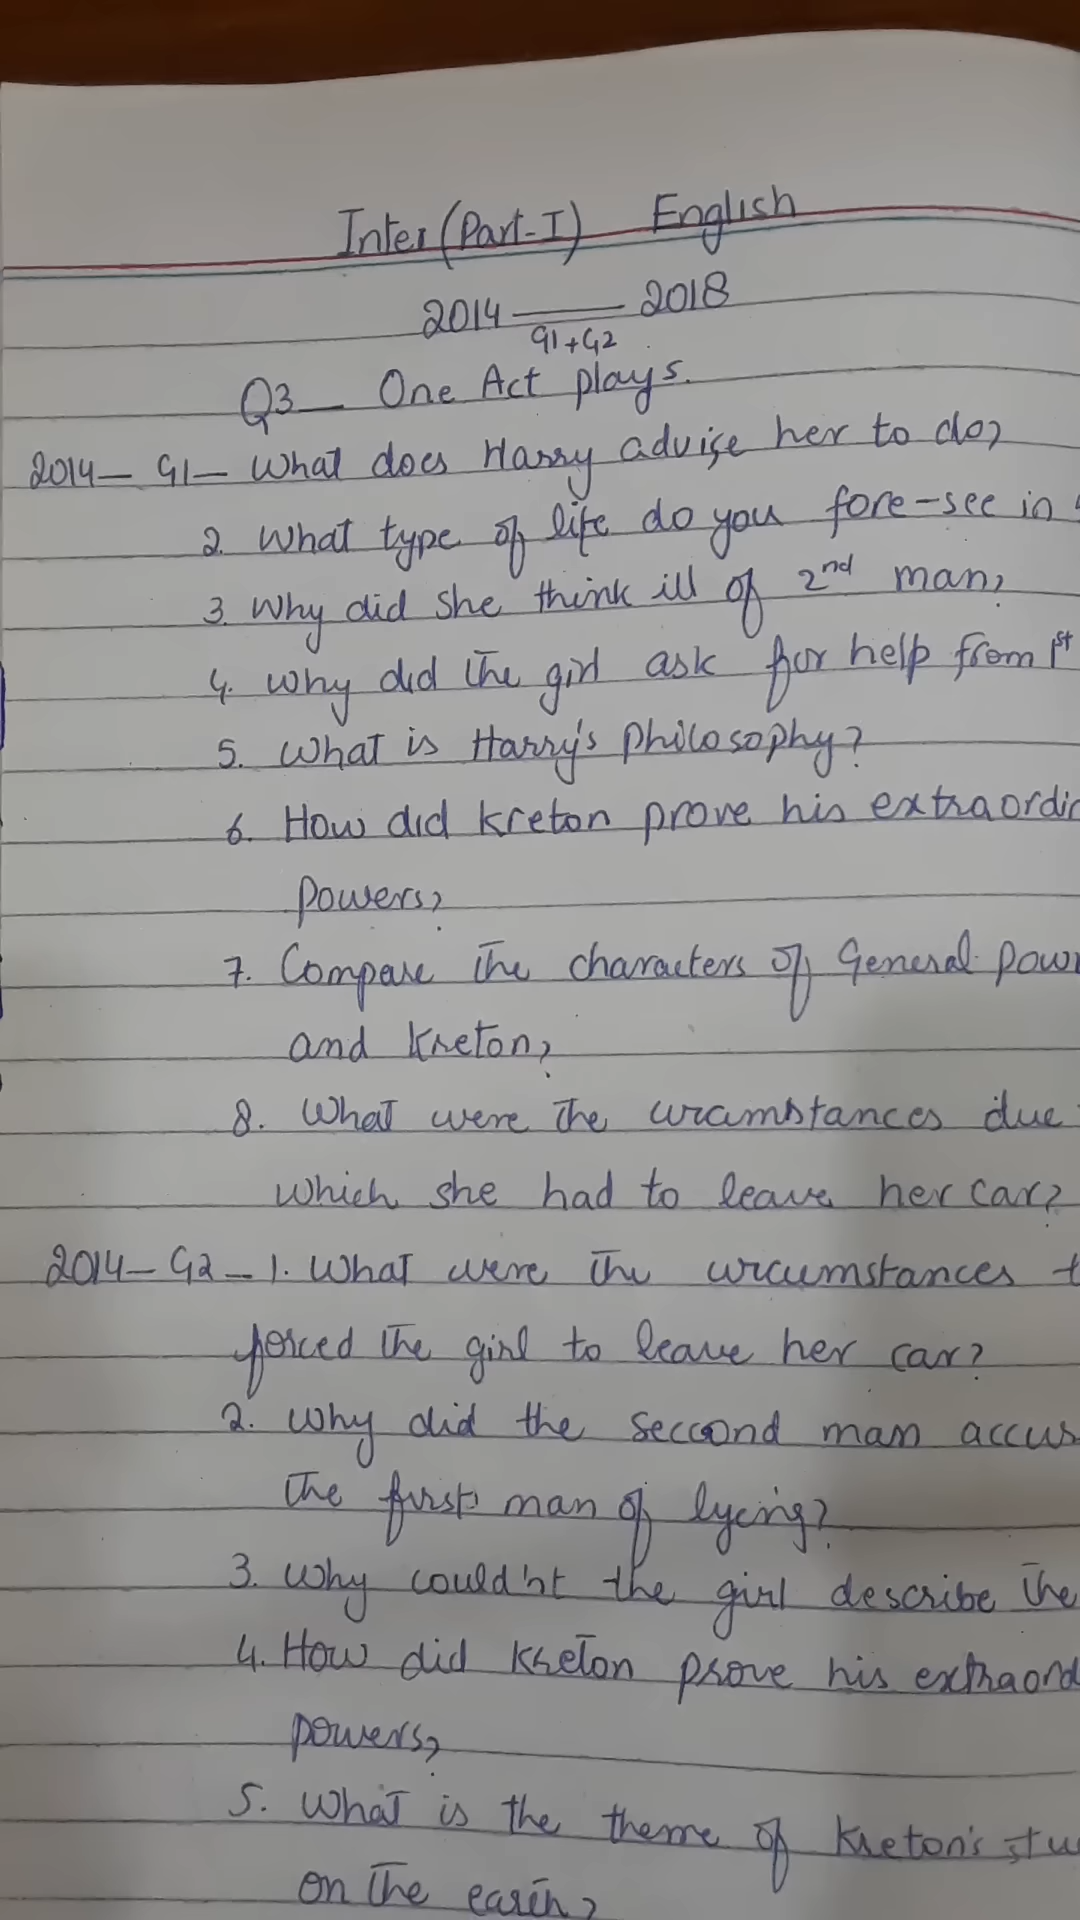 Inter (Part-I) English
2014 — 2018
G1+G2
Q3_ One Act plays.
2014— G1— What does Harry advise her to do?
2. What type of life do you fore-see in
3. Why did she think ill of 2nd man?
4. Why did the girl ask for help from 1st
5. What is Harry's philosophy?
6. How did Kreton prove his extraordin
powers?
7. Compare the characters of General pow
and Kreton?
8. What were the circumstances due
which she had to leave her car?
2014— G2— 1. What were the circumstances t
forced the girl to leave her car?
2. Why did the seccond man accus
the first man of lycing?
3. Why could'nt the girl describe the
4. How did Kreton prove his extraord
powers?
5. What is the theme of Kreton's stu
on the earth?